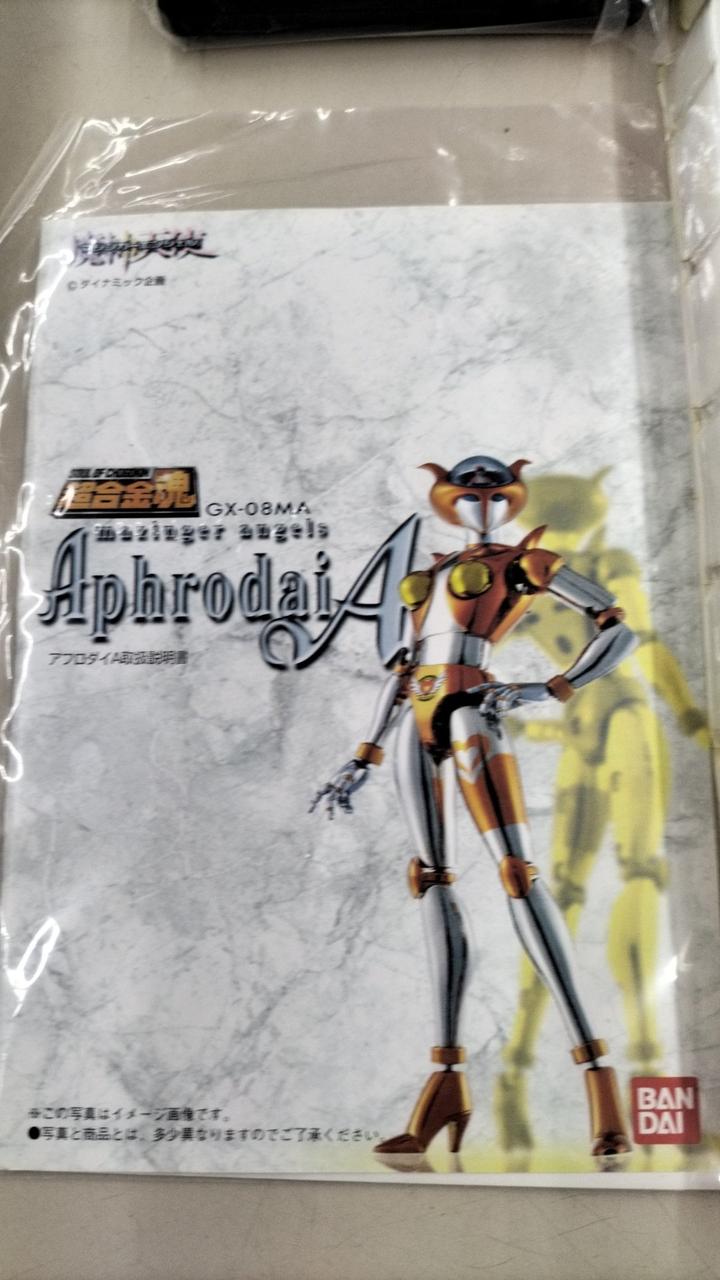 魔神天使
©ダイナミック企画
SOUL OF CHOGOKIN
超合金魂
GX-08MA
mazinger angels
Aphrodai A
アフロダイA取扱説明書
※この写真はイメージ画像です。
●写真と商品とは、多少異なりますのでご了承ください。
BAN
DAI